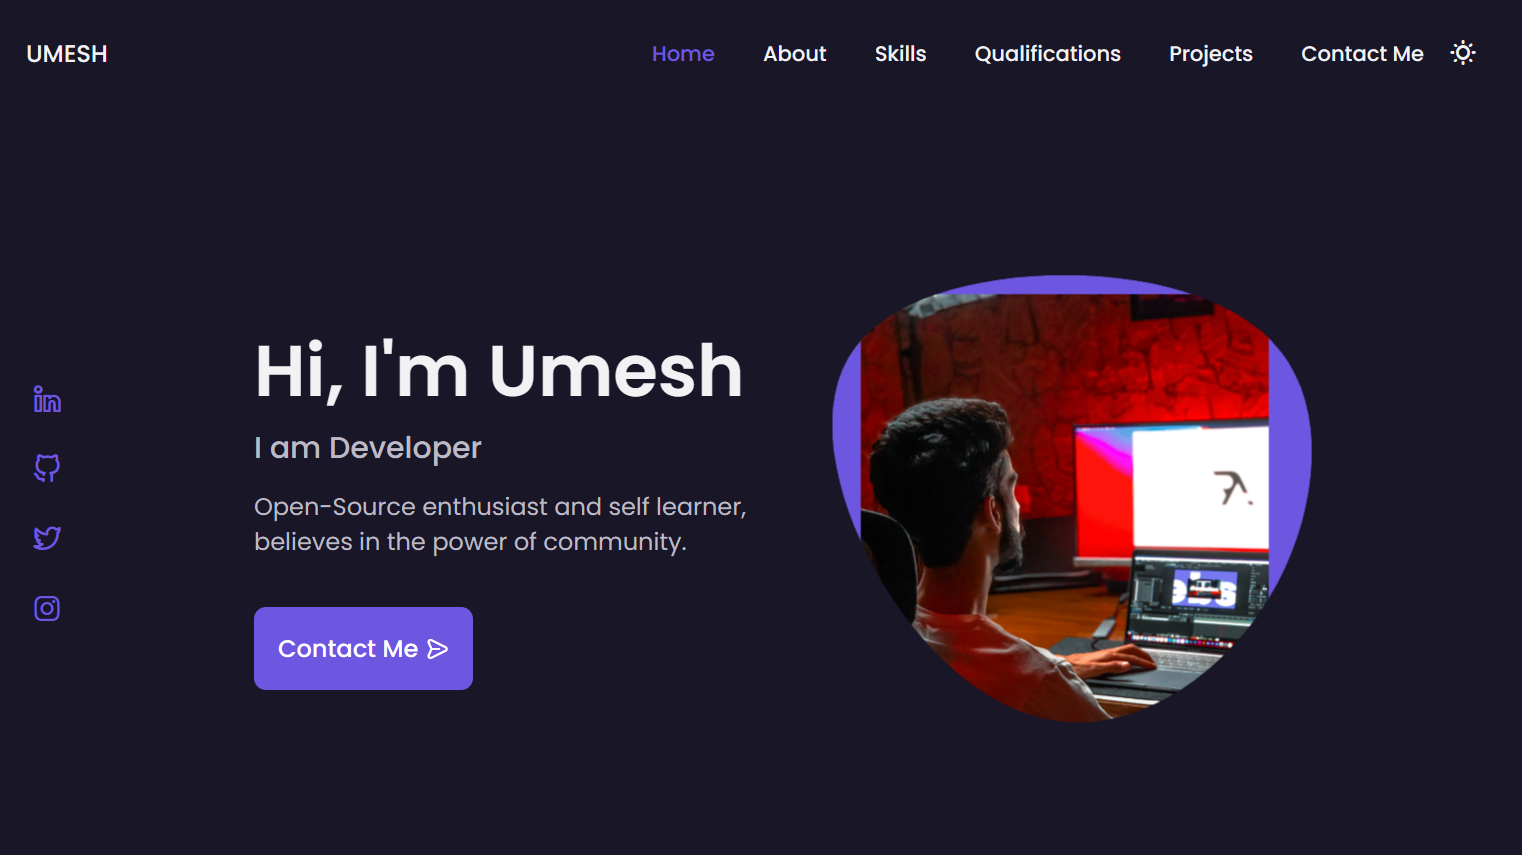 UMESH
Home About Skills Qualifications Projects Contact Me
Hi, I'm Umesh
I am Developer
Open-Source enthusiast and self learner,
believes in the power of community.
Contact Me